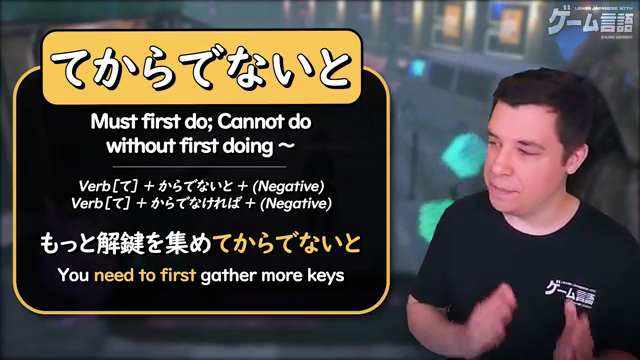 てからでないと
Must first do; Cannot do
without first doing ~
Verb [て] + からでないと + (Negative)
Verb [て] + からでなければ + (Negative)
もっと解鍵を集めてからでないと
You need to first gather more keys
LEARN JAPANESE WITH
ゲーム言語
ゲーム言語